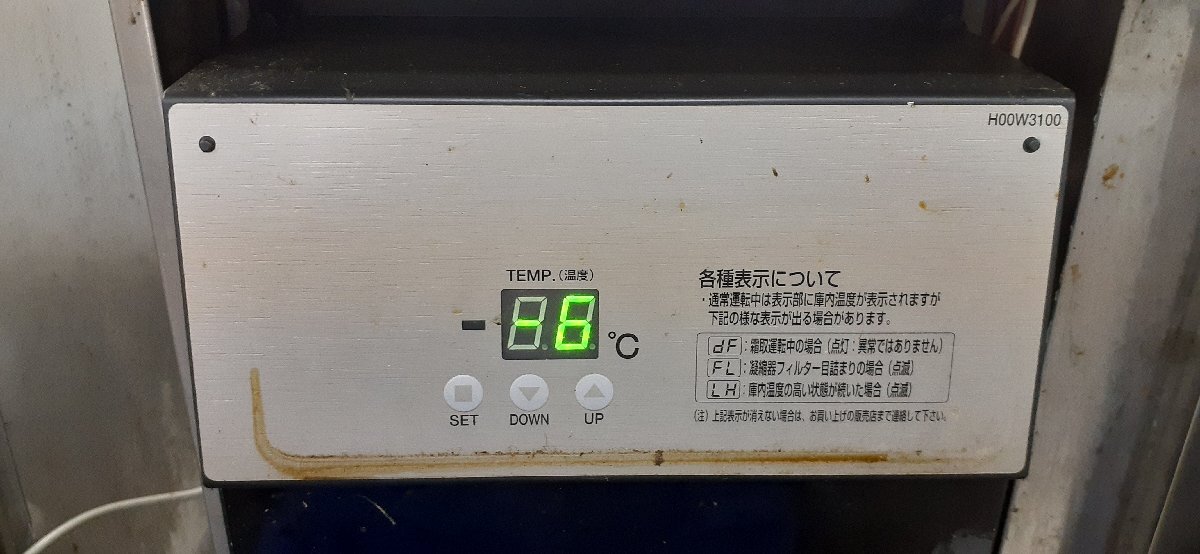 H00W3100
TEMP.(温度)
-6
℃
SET
DOWN
UP
各種表示について
・通常運転中は表示部に庫内温度が表示されますが
下記の様な表示が出る場合があります。
dF:霜取運転中の場合(点灯:異常ではありません)
FL:凝縮器フィルター目詰まりの場合(点滅)
LH:庫内温度の高い状態が続いた場合(点滅)
(注)上記表示が消えない場合は、お買い上げの販売店まで連絡して下さい。